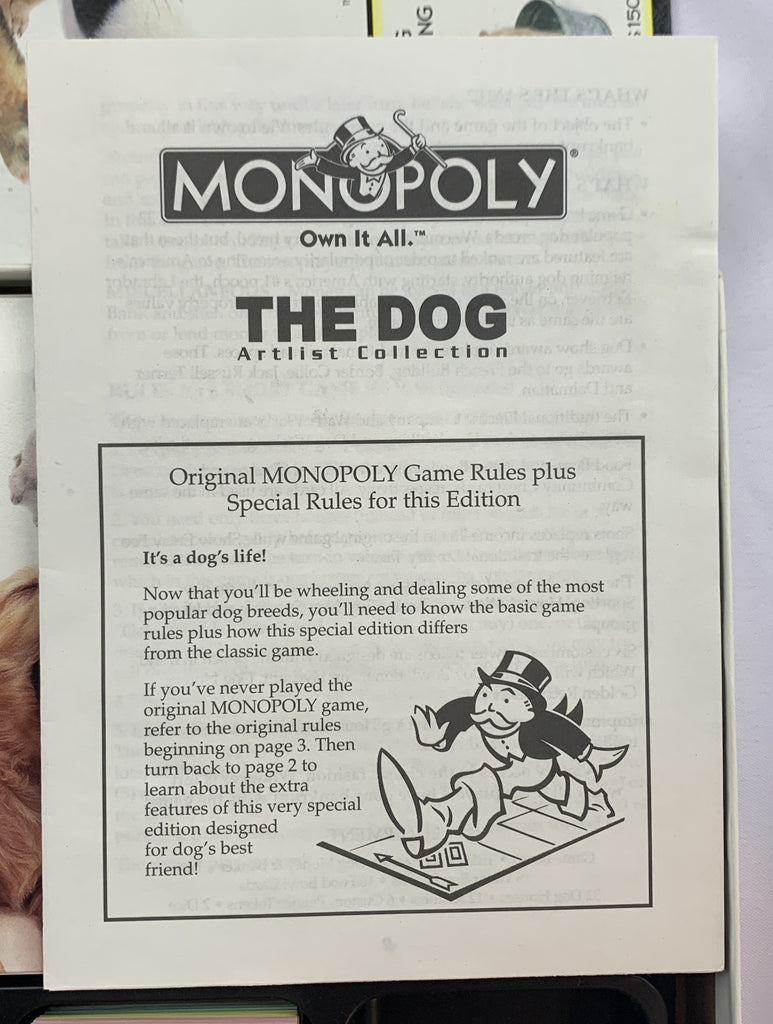 NG
$150
MONOPOLY®
Own It All.™
THE DOG
Artlist Collection
Original MONOPOLY Game Rules plus
Special Rules for this Edition
It's a dog's life!
Now that you'll be wheeling and dealing some of the most
popular dog breeds, you'll need to know the basic game
rules plus how this special edition differs
from the classic game.
If you've never played the
original MONOPOLY game,
refer to the original rules
beginning on page 3. Then
turn back to page 2 to
learn about the extra
features of this very special
edition designed
for dog's best
friend!